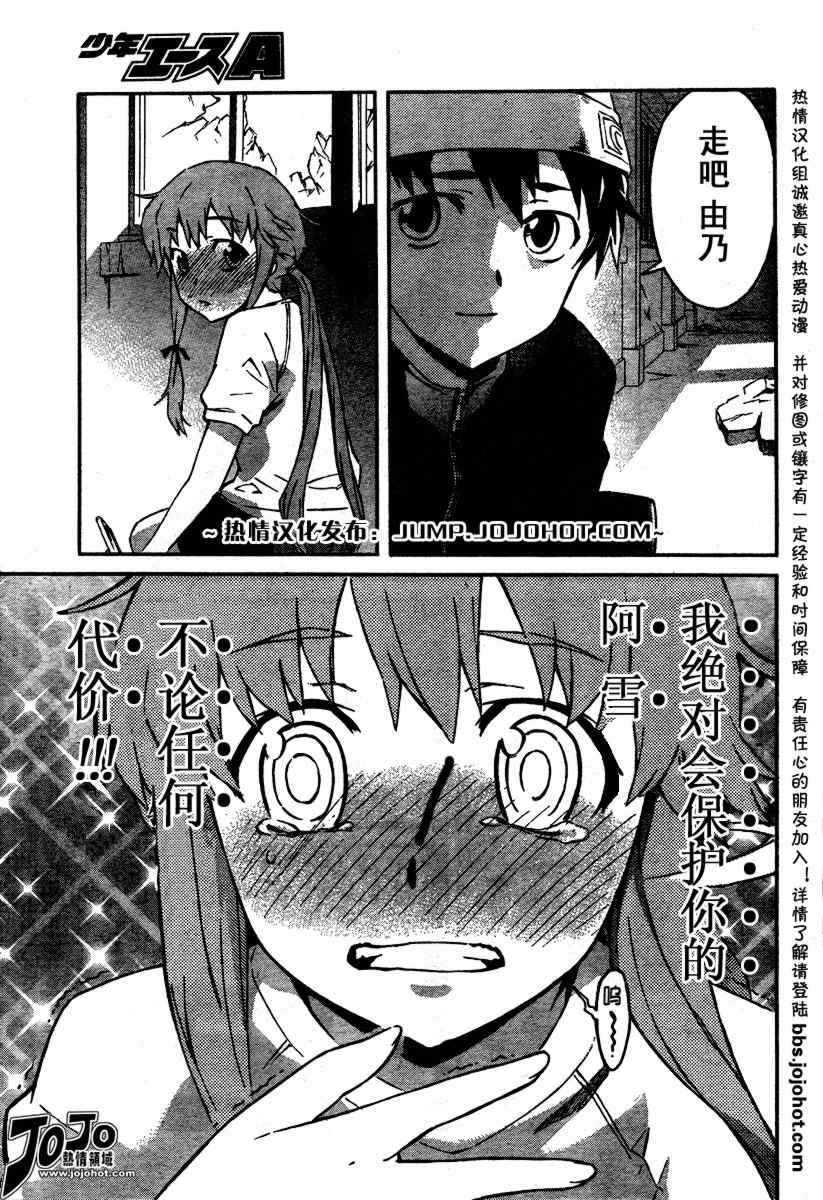 少年エースA
走吧 由乃
~ 热情汉化发布：JUMP.JOJOHOT.COM~
我绝对会保护你的
阿雪
不论任何
代价!!!
呜～
热情汉化组诚邀真心热爱动漫 并对修图或镶字有一定经验和时间保障 有责任心的朋友加入！详情了解请登陆 bbs.jojohot.com
JOJO
熱情領域
www.jojohot.com